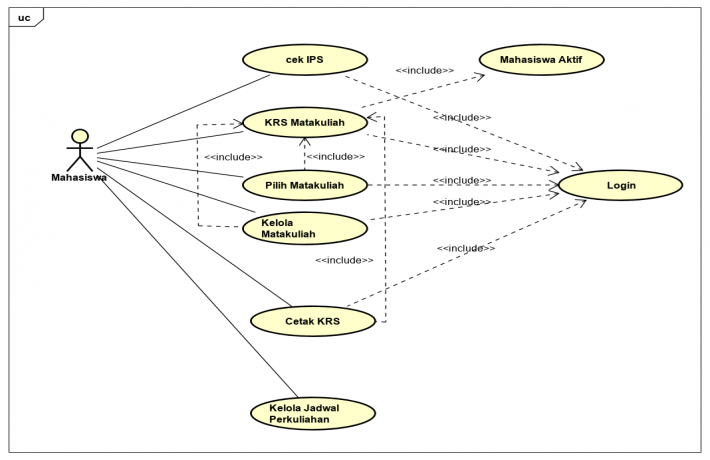 uc
cek IPS
Mahasiswa Aktif
<<include>>
<<include>>
KRS Matakuliah
<<include>>
<<include>>
<<include>>
Mahasiswa
Pilih Matakuliah
<<include>>
Login
Kelola
Matakuliah
<<include>>
<<include>>
<<include>>
Cetak KRS
Kelola Jadwal
Perkuliahan